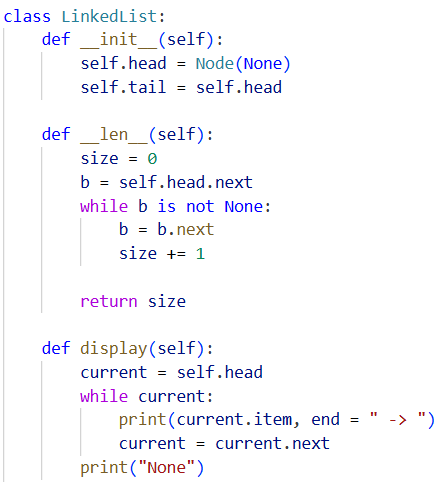 class LinkedList:
    def __init__(self):
        self.head = Node(None)
        self.tail = self.head

    def __len__(self):
        size = 0
        b = self.head.next
        while b is not None:
            b = b.next
            size += 1

        return size

    def display(self):
        current = self.head
        while current:
            print(current.item, end = " -> ")
            current = current.next
        print("None")